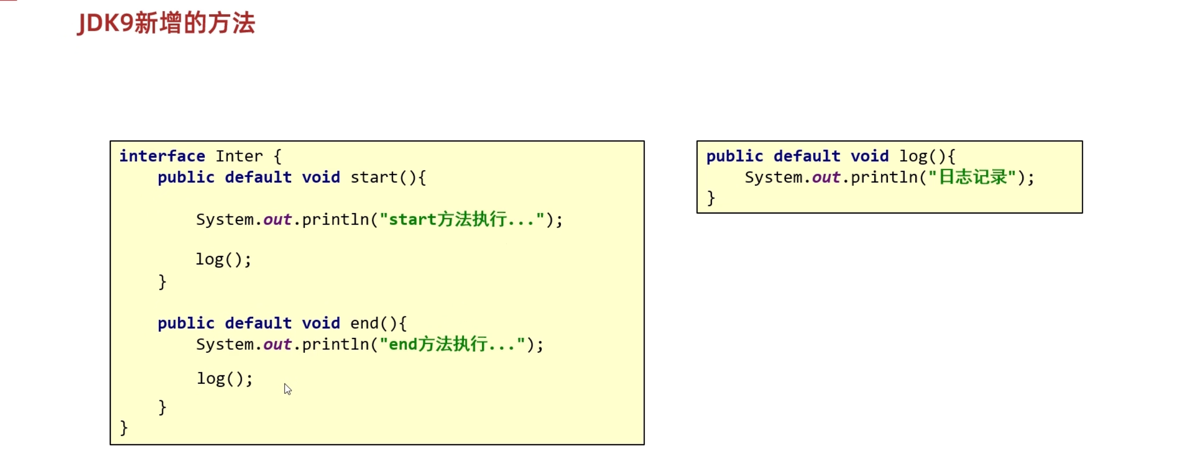 JDK9新增的方法
interface Inter {
public default void start(){
System.out.println("start方法执行...");
log();
}
public default void end(){
System.out.println("end方法执行...");
log();
}
}
public default void log(){
System.out.println("日志记录");
}